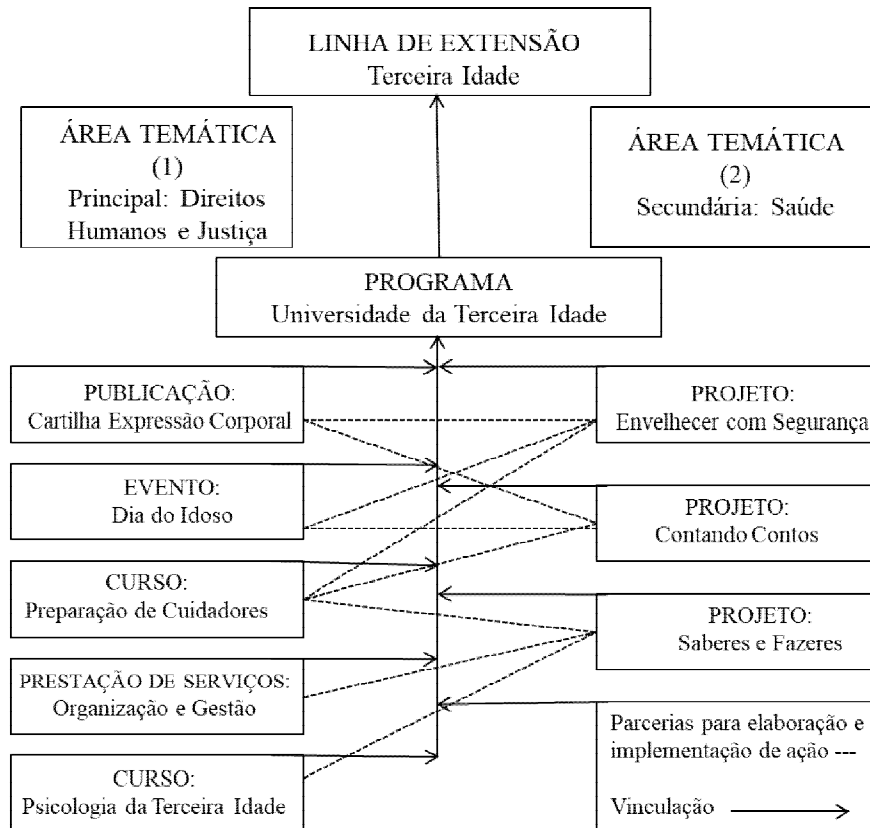 LINHA DE EXTENSÃO
Terceira Idade
ÁREA TEMÁTICA
(1)
Principal: Direitos
Humanos e Justiça
ÁREA TEMÁTICA
(2)
Secundária: Saúde
PROGRAMA
Universidade da Terceira Idade
PUBLICAÇÃO:
Cartilha Expressão Corporal
EVENTO:
Dia do Idoso
CURSO:
Preparação de Cuidadores
PRESTAÇÃO DE SERVIÇOS:
Organização e Gestão
CURSO:
Psicologia da Terceira Idade
PROJETO:
Envelhecer com Segurança
PROJETO:
Contando Contos
PROJETO:
Saberes e Fazeres
Parcerias para elaboração e
implementação de ação ---
Vinculação